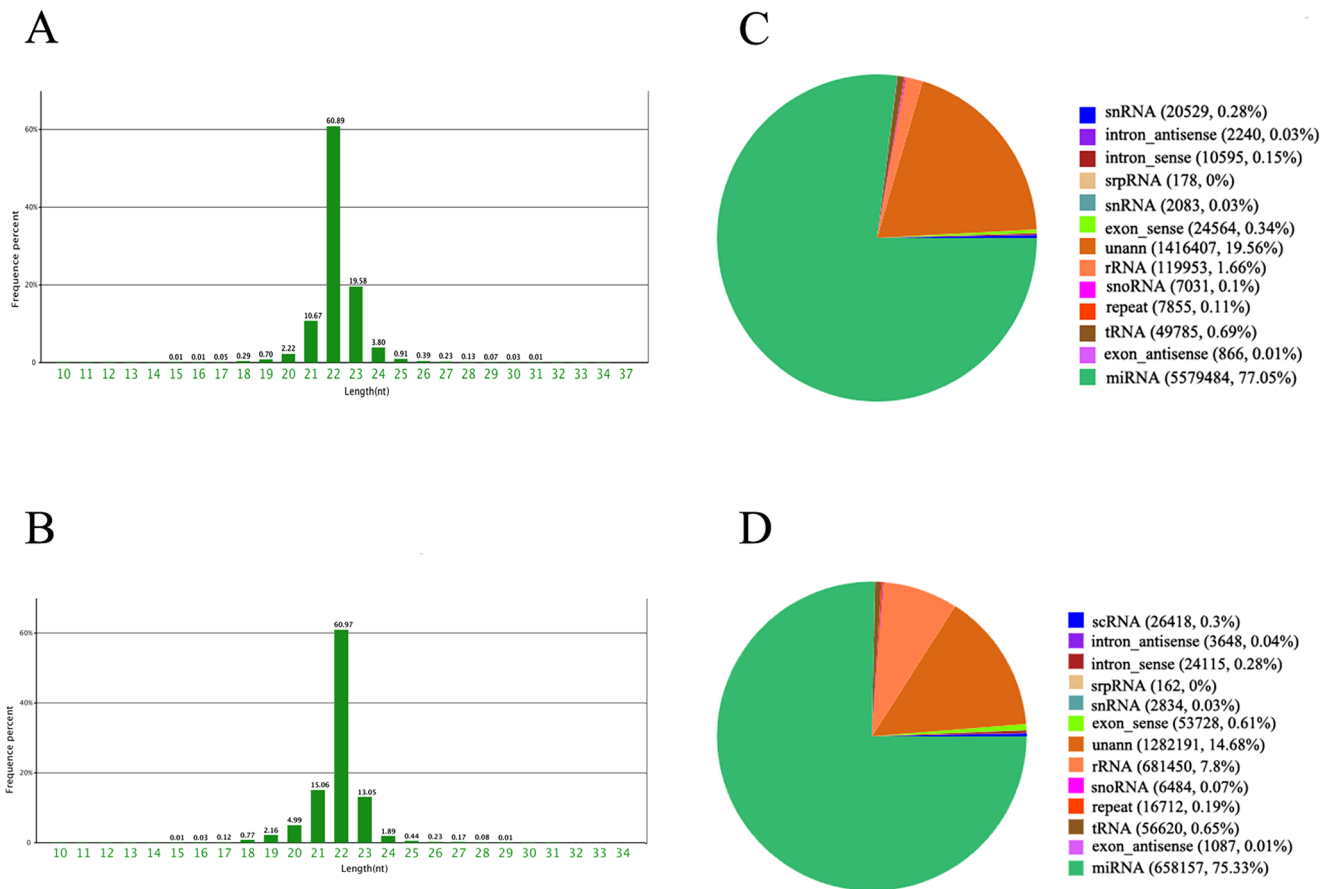 A
Frequence percent
60%
40%
20%
0
0.01 0.01 0.05 0.29 0.70 2.22 10.67 60.89 19.58 3.80 0.91 0.39 0.23 0.13 0.07 0.03 0.01
10 11 12 13 14 15 16 17 18 19 20 21 22 23 24 25 26 27 28 29 30 31 32 33 34 37
Length(nt)
C
snRNA (20529, 0.28%)
intron_antisense (2240, 0.03%)
intron_sense (10595, 0.15%)
srpRNA (178, 0%)
snRNA (2083, 0.03%)
exon_sense (24564, 0.34%)
unann (1416407, 19.56%)
rRNA (119953, 1.66%)
snoRNA (7031, 0.1%)
repeat (7855, 0.11%)
tRNA (49785, 0.69%)
exon_antisense (866, 0.01%)
miRNA (5579484, 77.05%)
B
Frequence percent
60%
40%
20%
0
0.01 0.03 0.12 0.77 2.16 4.99 15.06 60.97 13.05 1.89 0.44 0.23 0.17 0.08 0.01
10 11 12 13 14 15 16 17 18 19 20 21 22 23 24 25 26 27 28 29 30 31 32 33 34
Length(nt)
D
scRNA (26418, 0.3%)
intron_antisense (3648, 0.04%)
intron_sense (24115, 0.28%)
srpRNA (162, 0%)
snRNA (2834, 0.03%)
exon_sense (53728, 0.61%)
unann (1282191, 14.68%)
rRNA (681450, 7.8%)
snoRNA (6484, 0.07%)
repeat (16712, 0.19%)
tRNA (56620, 0.65%)
exon_antisense (1087, 0.01%)
miRNA (658157, 75.33%)